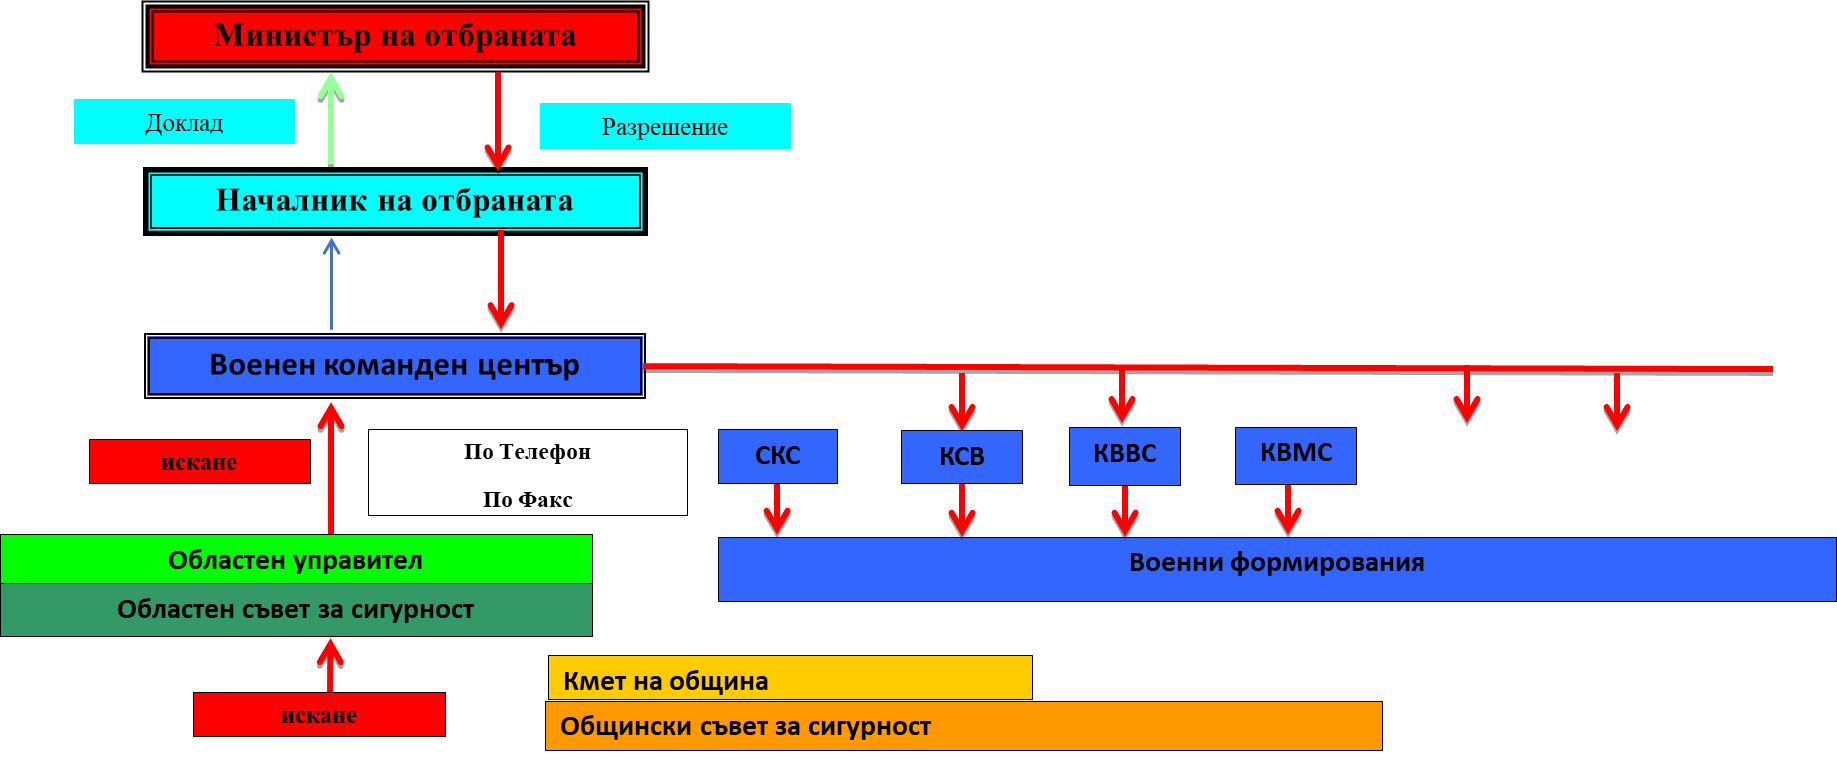 Министър на отбраната
Доклад
Разрешение
Началник на отбраната
Военен команден център
искане
По Телефон
По Факс
СКС
КСВ
КВВС
КВМС
Областен управител
Областен съвет за сигурност
Военни формирования
искане
Кмет на община
Общински съвет за сигурност